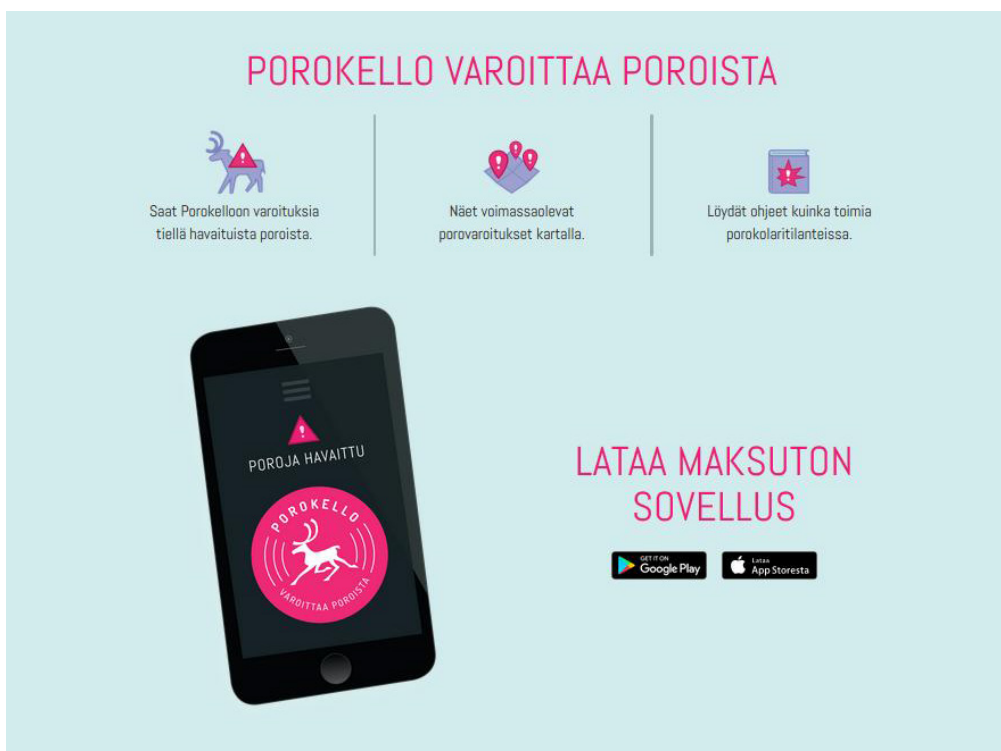 POROKELLO VAROITTAA POROISTA
Saat Porokelloon varoituksia
tiellä havaituista poroista.
Näet voimassaolevat
porovaroitukset kartalla.
Löydät ohjeet kuinka toimia
porokolaritilanteissa.
POROJA HAVAITTU
POROKELLO
VAROITTAA POROISTA
LATAA MAKSUTON
SOVELLUS
GET IT ON
Google Play
Lataa
App Storesta